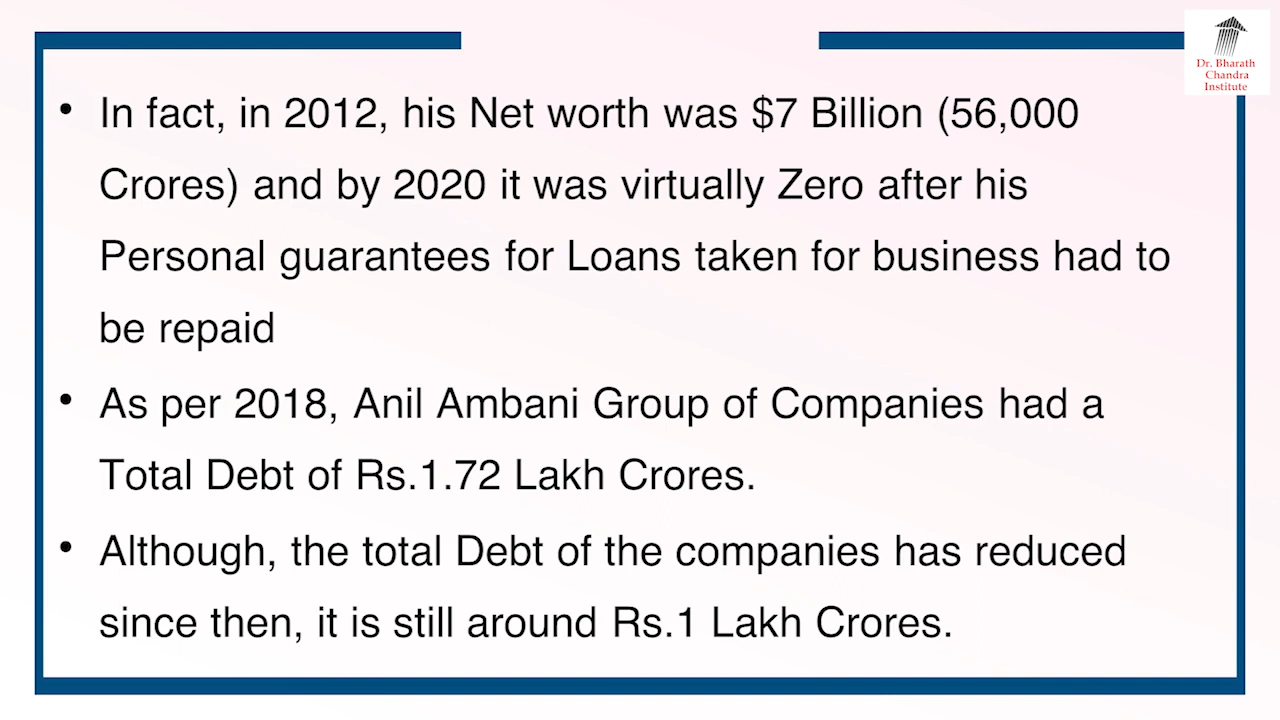 Dr. Bharath
Chandra
Institute
• In fact, in 2012, his Net worth was $7 Billion (56,000
Crores) and by 2020 it was virtually Zero after his
Personal guarantees for Loans taken for business had to
be repaid
• As per 2018, Anil Ambani Group of Companies had a
Total Debt of Rs.1.72 Lakh Crores.
• Although, the total Debt of the companies has reduced
since then, it is still around Rs.1 Lakh Crores.